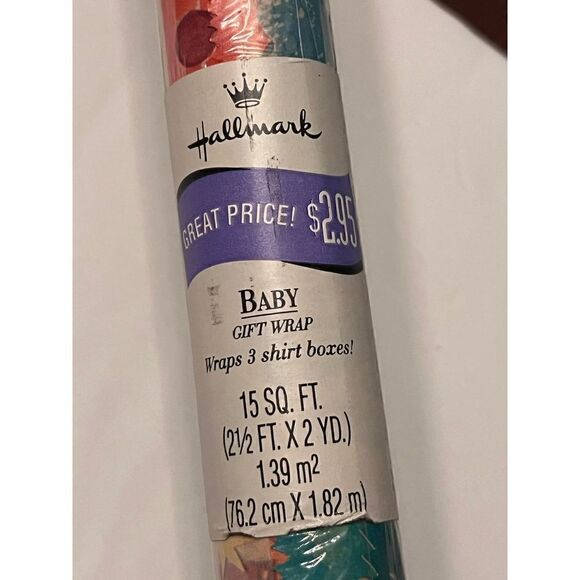 Hallmark
GREAT PRICE! $2.95
BABY
GIFT WRAP
Wraps 3 shirt boxes!
15 SQ. FT.
(2½ FT. X 2 YD.)
1.39 m²
(76.2 cm X 1.82 m)